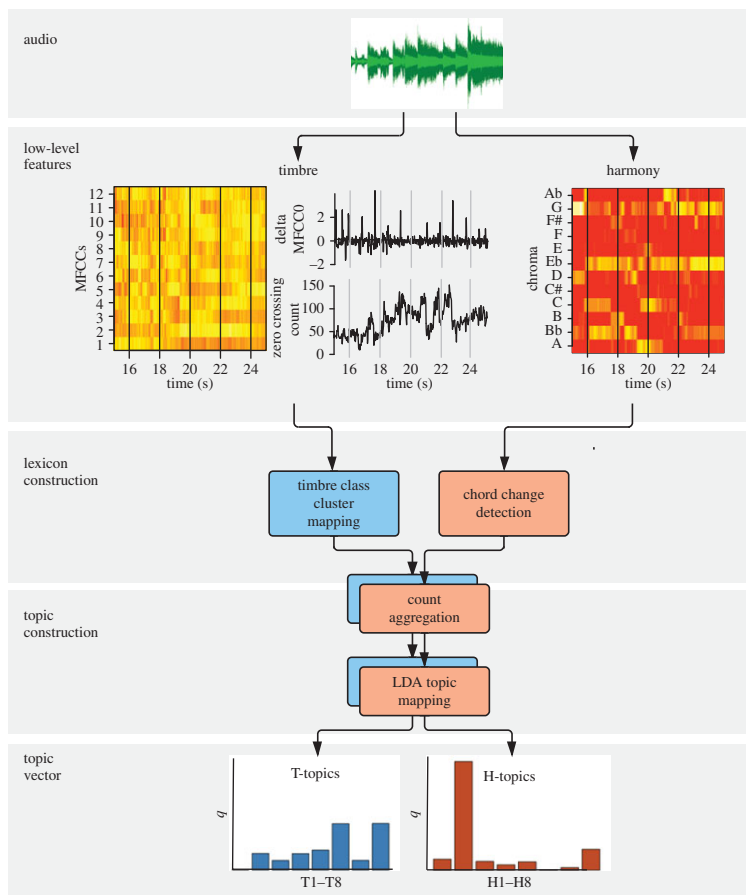 audio
low-level
features
timbre
harmony
MFCCs
12
11
10
9
8
7
6
5
4
3
2
1
16 18 20 22 24
time (s)
delta
MFCC0
2
0
−2
zero crossing
count
150
100
50
0
16 18 20 22 24
time (s)
chroma
Ab
G
F#
F
E
Eb
D
C#
C
B
Bb
A
16 18 20 22 24
time (s)
lexicon
construction
timbre class
cluster
mapping
chord change
detection
topic
construction
count
aggregation
LDA topic
mapping
topic
vector
T-topics
q
T1–T8
H-topics
q
H1–H8